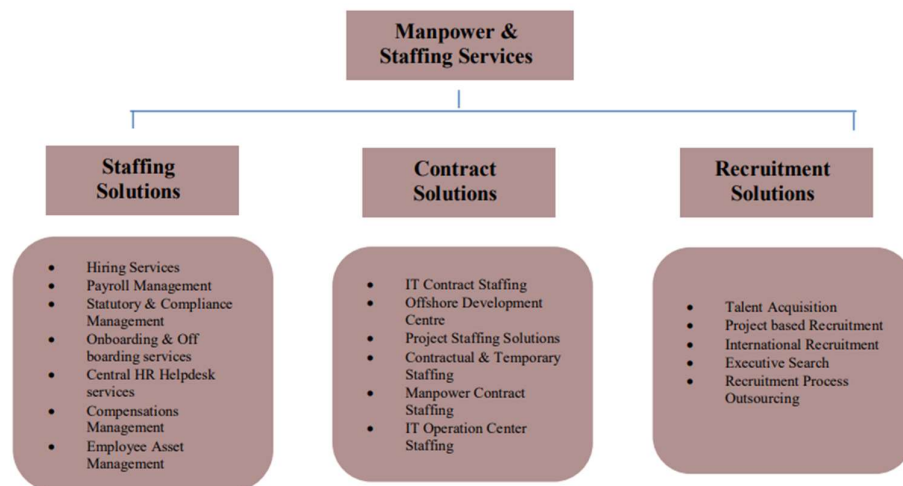 Manpower &
Staffing Services
Staffing
Solutions
Contract
Solutions
Recruitment
Solutions
• Hiring Services
• Payroll Management
• Statutory & Compliance
Management
• Onboarding & Off
boarding services
• Central HR Helpdesk
services
• Compensations
Management
• Employee Asset
Management
• IT Contract Staffing
• Offshore Development
Centre
• Project Staffing Solutions
• Contractual & Temporary
Staffing
• Manpower Contract
Staffing
• IT Operation Center
Staffing
• Talent Acquisition
• Project based Recruitment
• International Recruitment
• Executive Search
• Recruitment Process
Outsourcing